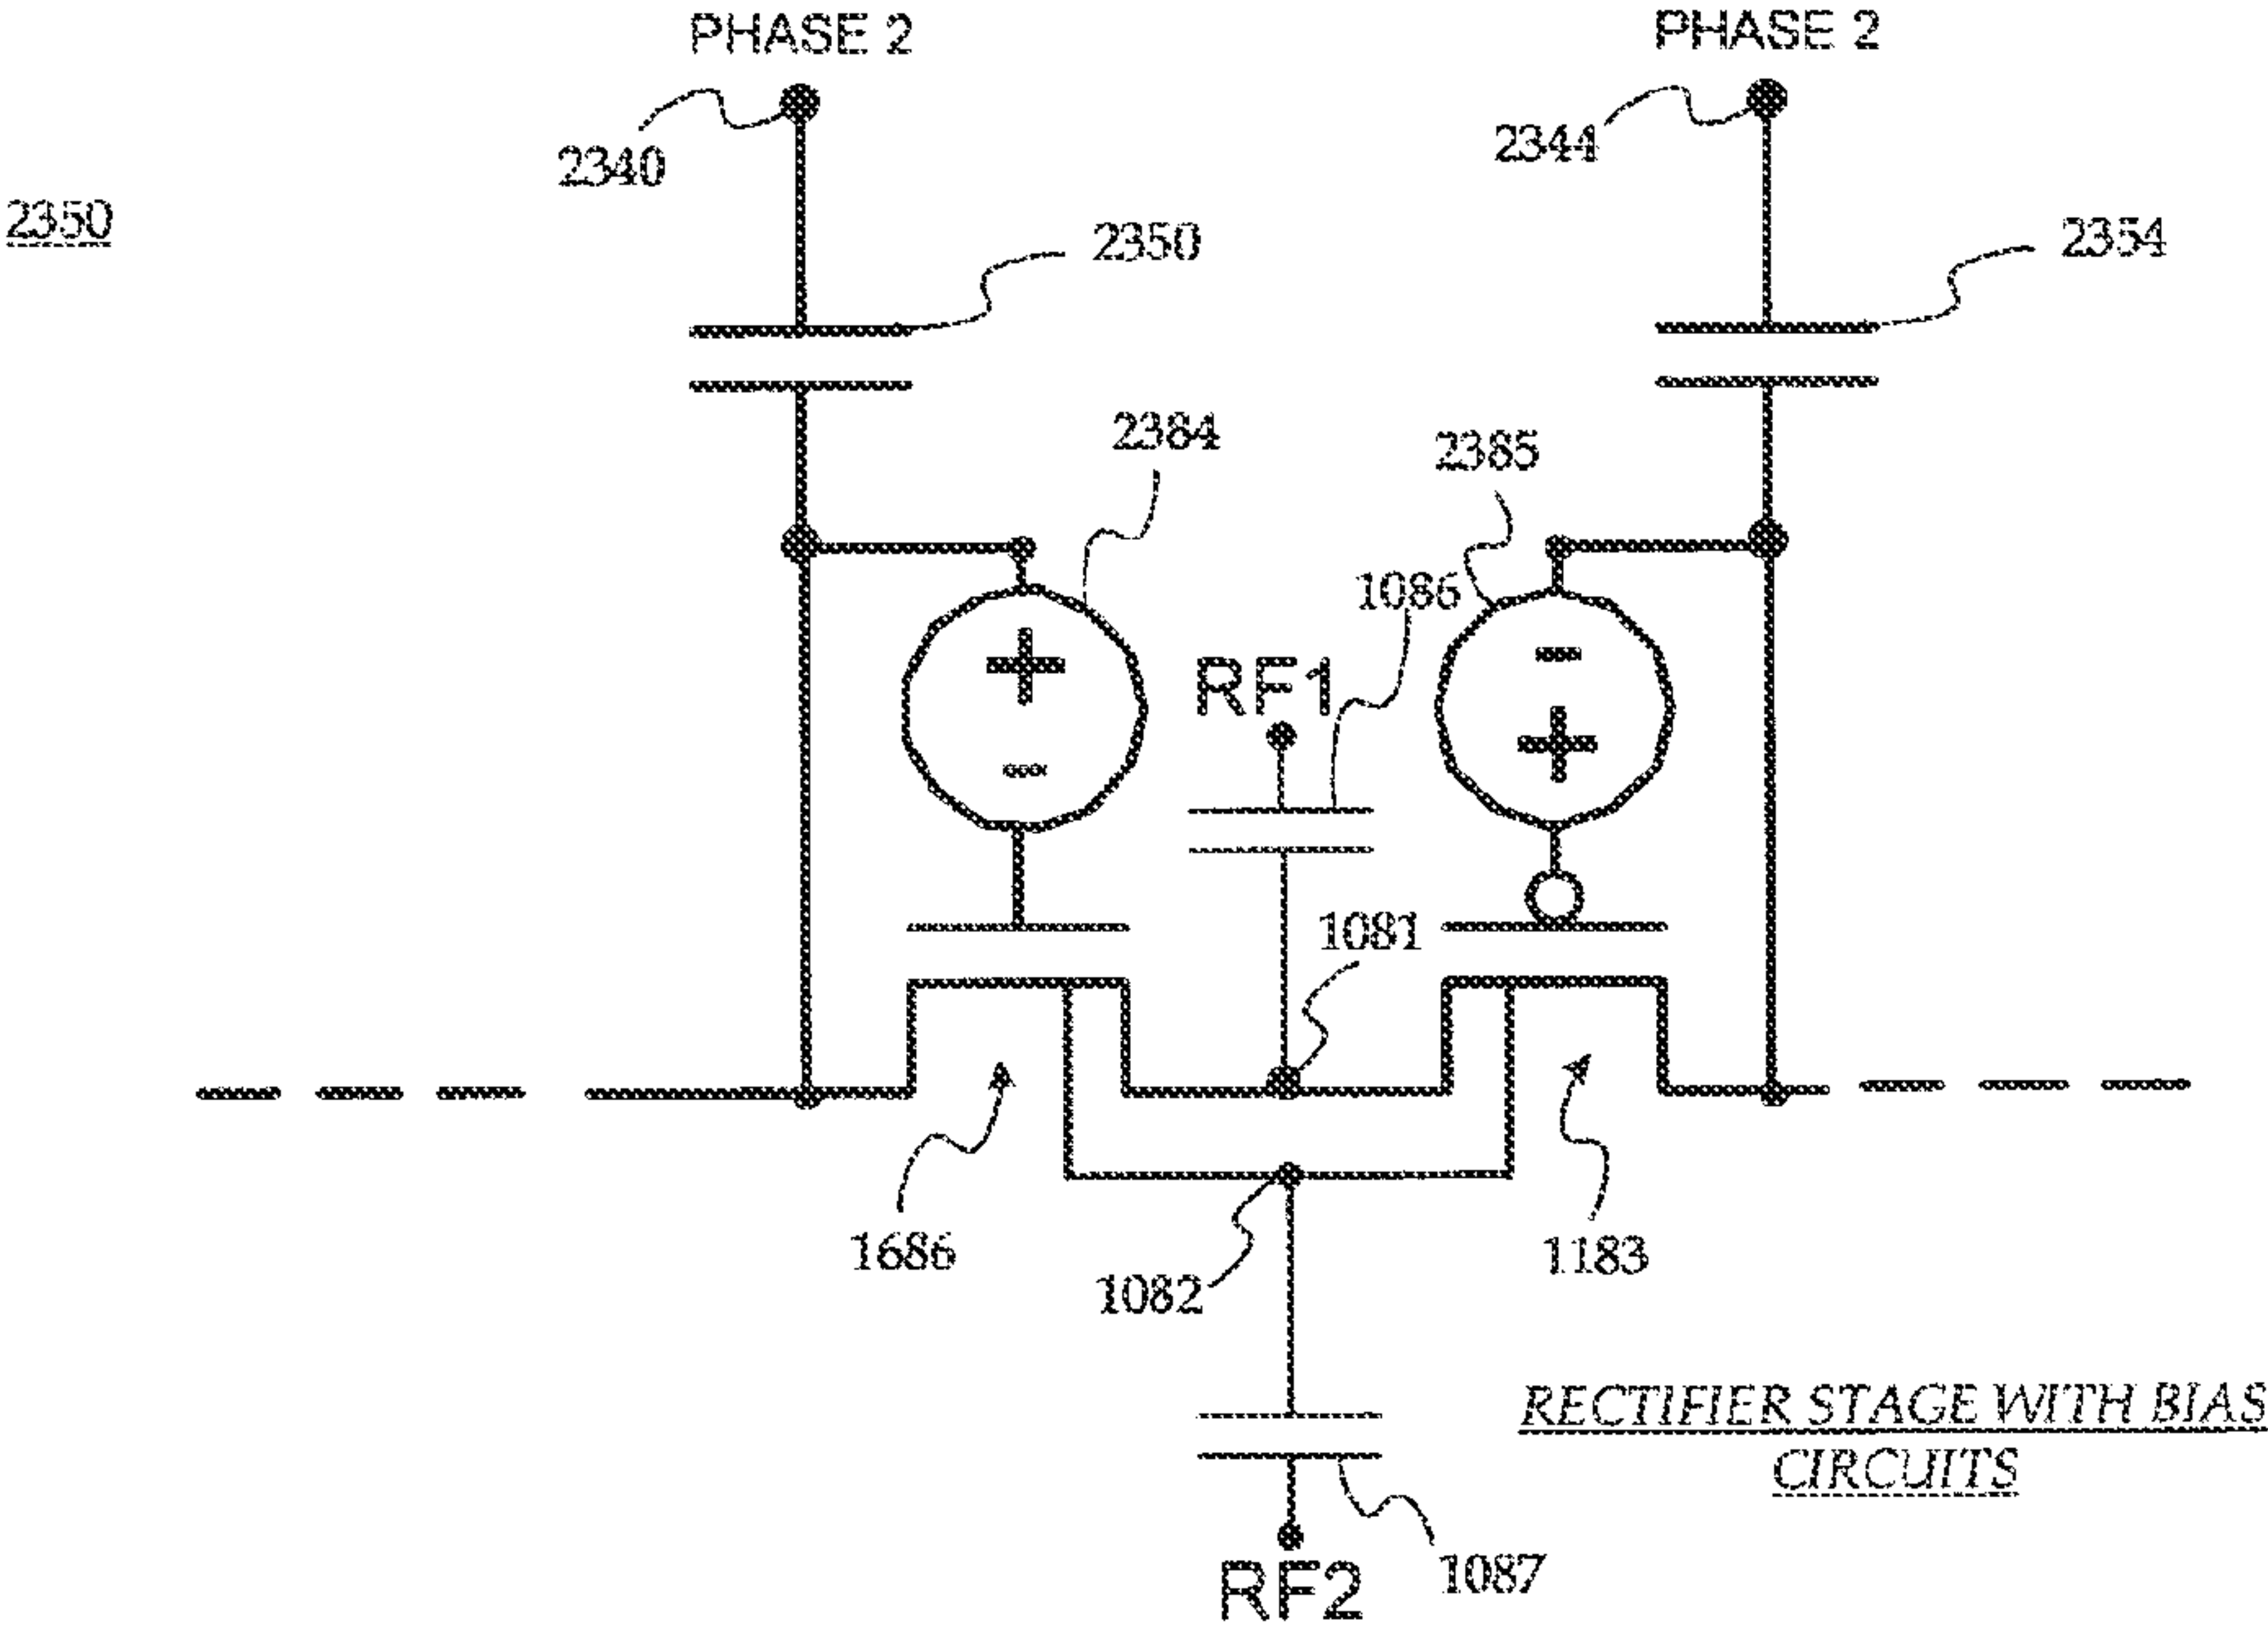 PHASE 2
PHASE 2
2340
2344
2350
2350
2354
2384
2385
1086
RF1
+
-
-
+
1081
1686
1082
1183
RECTIFIER STAGE WITH BIAS
CIRCUITS
1087
RF2